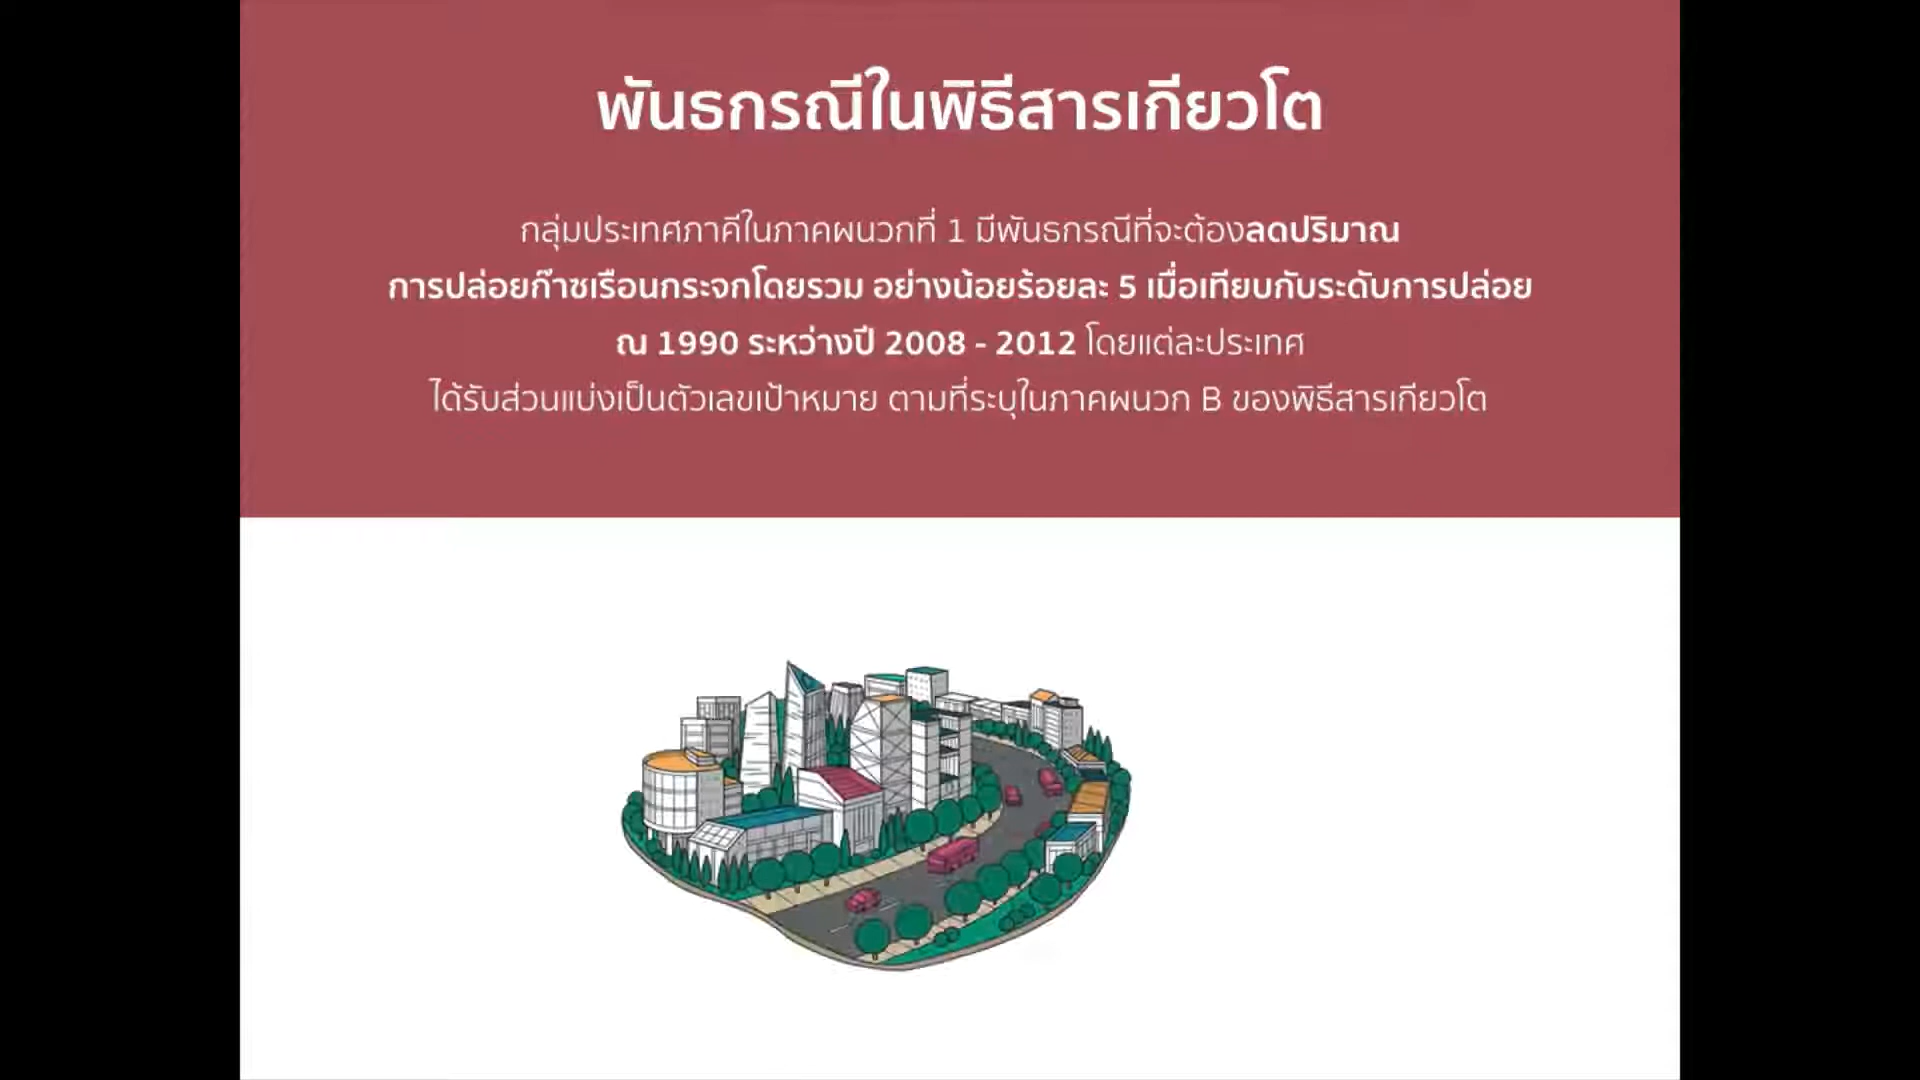 พันธกรณีในพิธีสารเกียวโต
กลุ่มประเทศภาคีในภาคผนวกที่ 1 มีพันธกรณีที่จะต้องลดปริมาณ
การปล่อยก๊าซเรือนกระจกโดยรวม อย่างน้อยร้อยละ 5 เมื่อเทียบกับระดับการปล่อย
ณ 1990 ระหว่างปี 2008 - 2012 โดยแต่ละประเทศ
ได้รับส่วนแบ่งเป็นตัวเลขเป้าหมาย ตามที่ระบุในภาคผนวก B ของพิธีสารเกียวโต